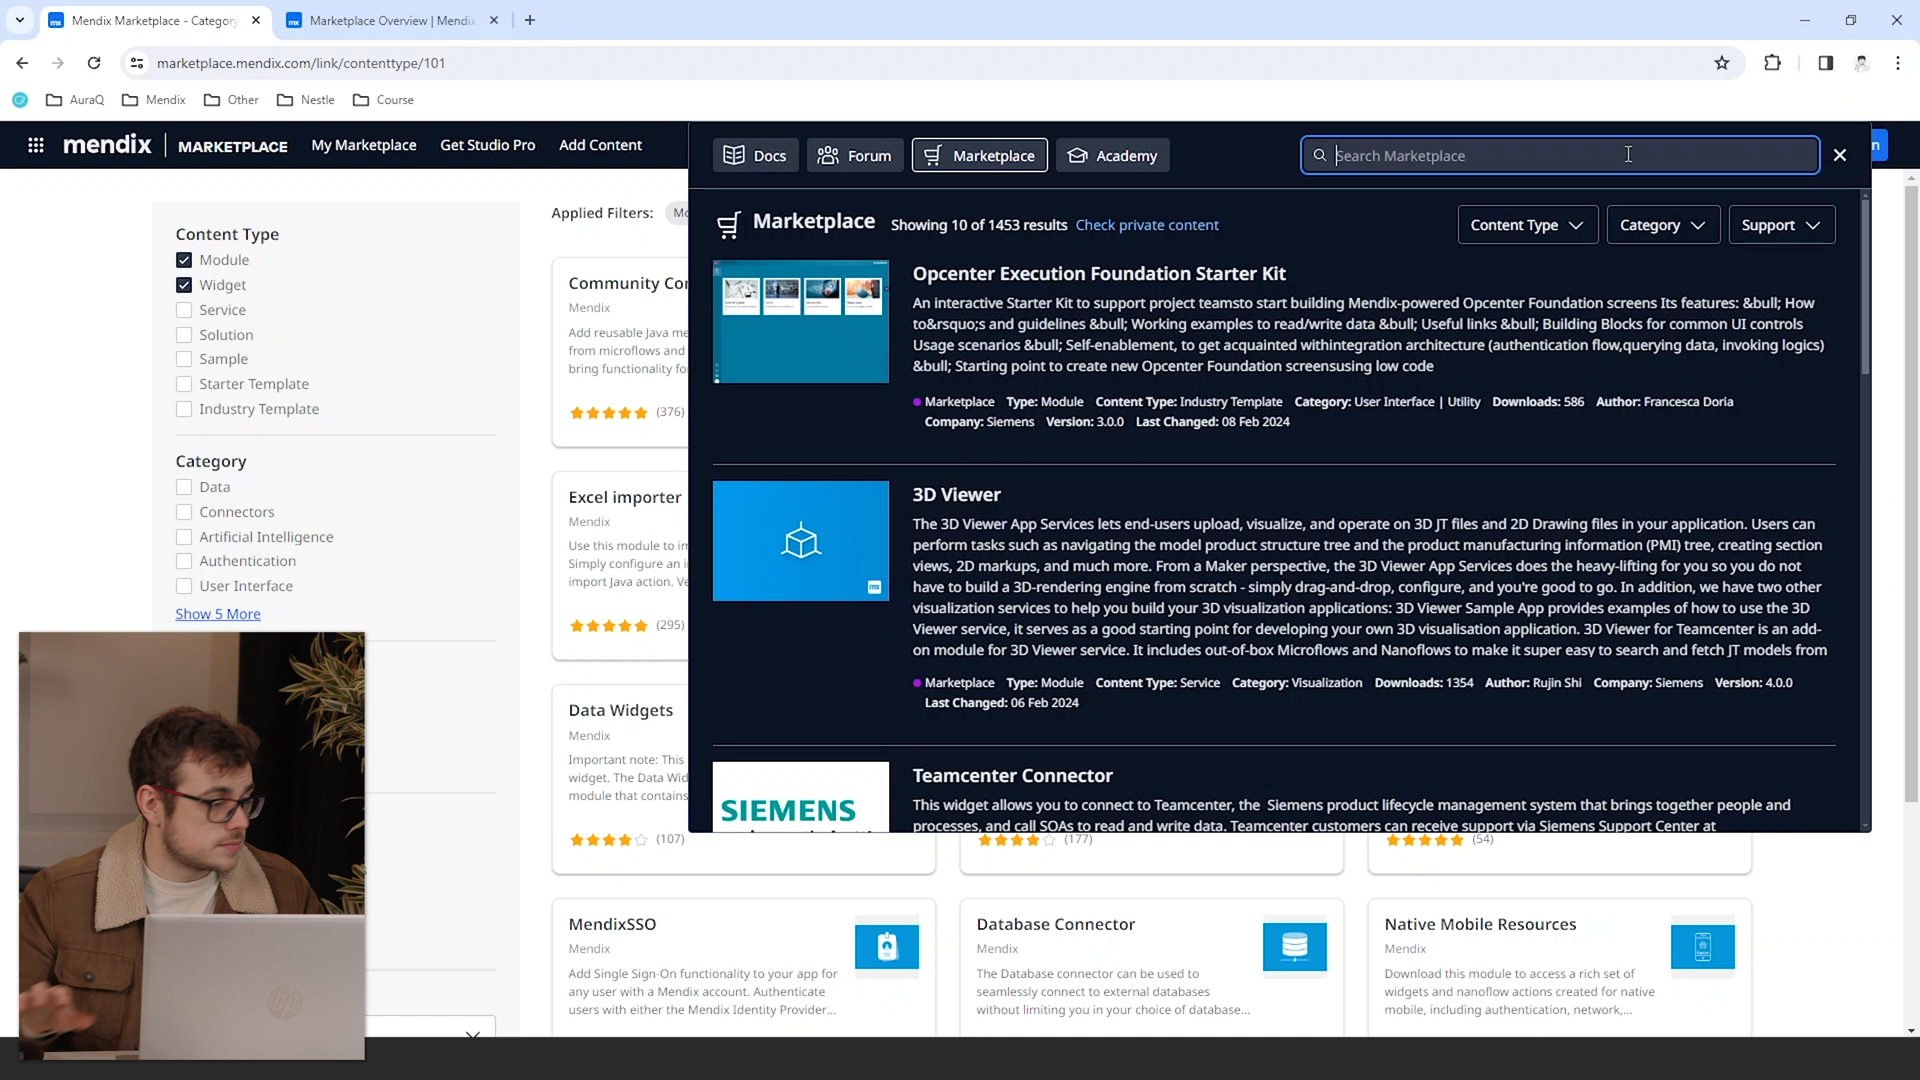 Mendix Marketplace - Category
Marketplace Overview | Mendi
marketplace.mendix.com/link/contenttype/101
AuraQ
Mendix
Other
Nestle
Course
mendix
MARKETPLACE
My Marketplace
Get Studio Pro
Add Content
Docs
Forum
Marketplace
Academy
Search Marketplace
n
Content Type
Module
Widget
Service
Solution
Sample
Starter Template
Industry Template
Category
Data
Connectors
Artificial Intelligence
Authentication
User Interface
Show 5 More
Applied Filters:
Mo
Community Cor
Mendix
Add reusable Java me
from microflows and
bring functionality fo
(376)
Excel importer
Mendix
Use this module to in
Simply configure an i
import Java action. Ve
(295)
Data Widgets
Mendix
Important note: This
widget. The Data Wid
module that contains
(107)
(177)
(54)
Marketplace
Showing 10 of 1453 results
Check private content
Content Type
Category
Support
Opcenter Execution Foundation Starter Kit
An interactive Starter Kit to support project teamsto start building Mendix-powered Opcenter Foundation screens Its features: &bull; How
to&rsquo;s and guidelines &bull; Working examples to read/write data &bull; Useful links &bull; Building Blocks for common UI controls
Usage scenarios &bull; Self-enablement, to get acquainted withintegration architecture (authentication flow,querying data, invoking logics)
&bull; Starting point to create new Opcenter Foundation screensusing low code
Marketplace Type: Module Content Type: Industry Template Category: User Interface | Utility Downloads: 586 Author: Francesca Doria
Company: Siemens Version: 3.0.0 Last Changed: 08 Feb 2024
3D Viewer
The 3D Viewer App Services lets end-users upload, visualize, and operate on 3D JT files and 2D Drawing files in your application. Users can
perform tasks such as navigating the model product structure tree and the product manufacturing information (PMI) tree, creating section
views, 2D markups, and much more. From a Maker perspective, the 3D Viewer App Services does the heavy-lifting for you so you do not
have to build a 3D-rendering engine from scratch - simply drag-and-drop, configure, and you're good to go. In addition, we have two other
visualization services to help you build your 3D visualization applications: 3D Viewer Sample App provides examples of how to use the 3D
Viewer service, it serves as a good starting point for developing your own 3D visualisation application. 3D Viewer for Teamcenter is an add-
on module for 3D Viewer service. It includes out-of-box Microflows and Nanoflows to make it super easy to search and fetch JT models from
mx
Marketplace Type: Module Content Type: Service Category: Visualization Downloads: 1354 Author: Rujin Shi Company: Siemens Version: 4.0.0
Last Changed: 06 Feb 2024
SIEMENS
Teamcenter Connector
This widget allows you to connect to Teamcenter, the Siemens product lifecycle management system that brings together people and
processes, and call SOAs to read and write data. Teamcenter customers can receive support via Siemens Support Center at
MendixSSO
Mendix
Add Single Sign-On functionality to your app for
any user with a Mendix account. Authenticate
users with either the Mendix Identity Provider...
Database Connector
Mendix
The Database connector can be used to
seamlessly connect to external databases
without limiting you in your choice of database...
Native Mobile Resources
Mendix
Download this module to access a rich set of
widgets and nanoflow actions created for native
mobile, including authentication, network,...
hp